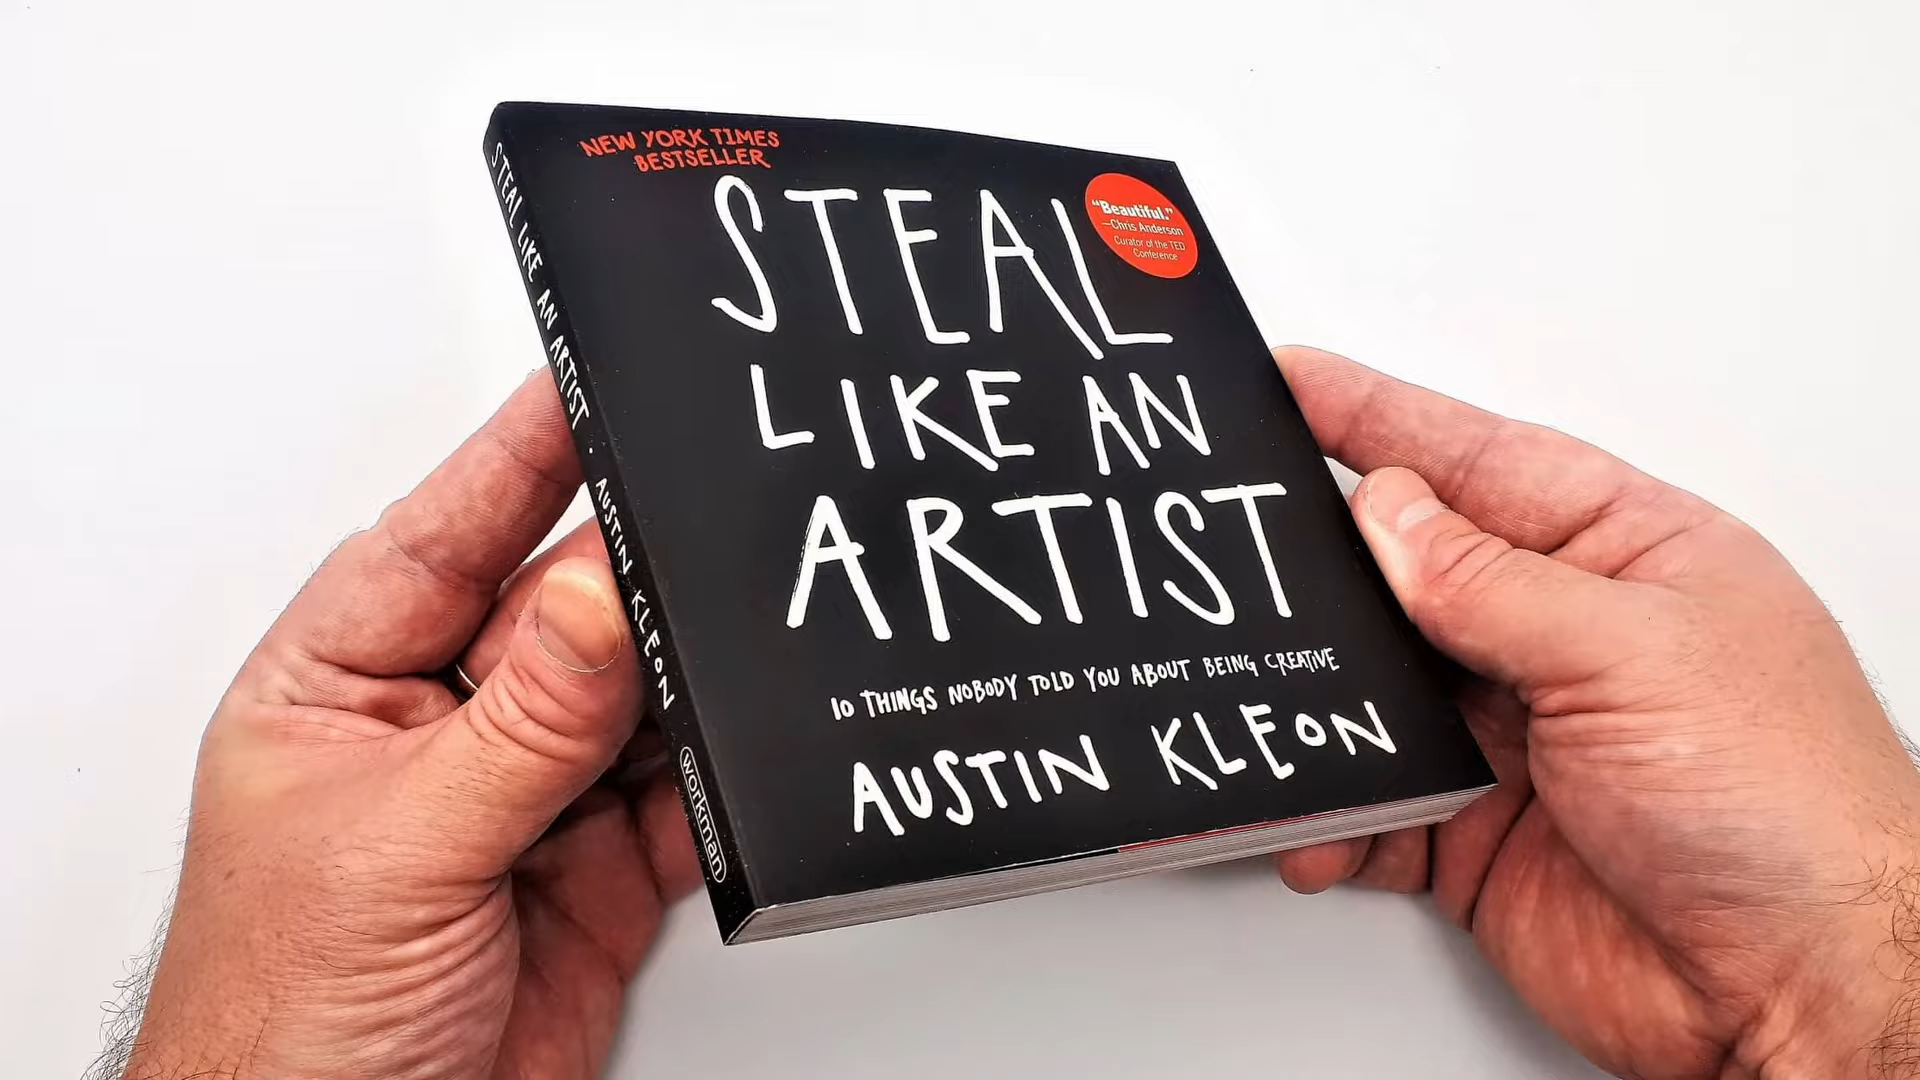 NEW YORK TIMES
BESTSELLER
STEAL
LIKE AN
ARTIST
10 THINGS NOBODY TOLD YOU ABOUT BEING CREATIVE
AUSTIN KLEON
“Beautiful.”
—Chris Anderson
Curator of the TED
Conference
STEAL LIKE AN ARTIST . AUSTIN KLEON
workman